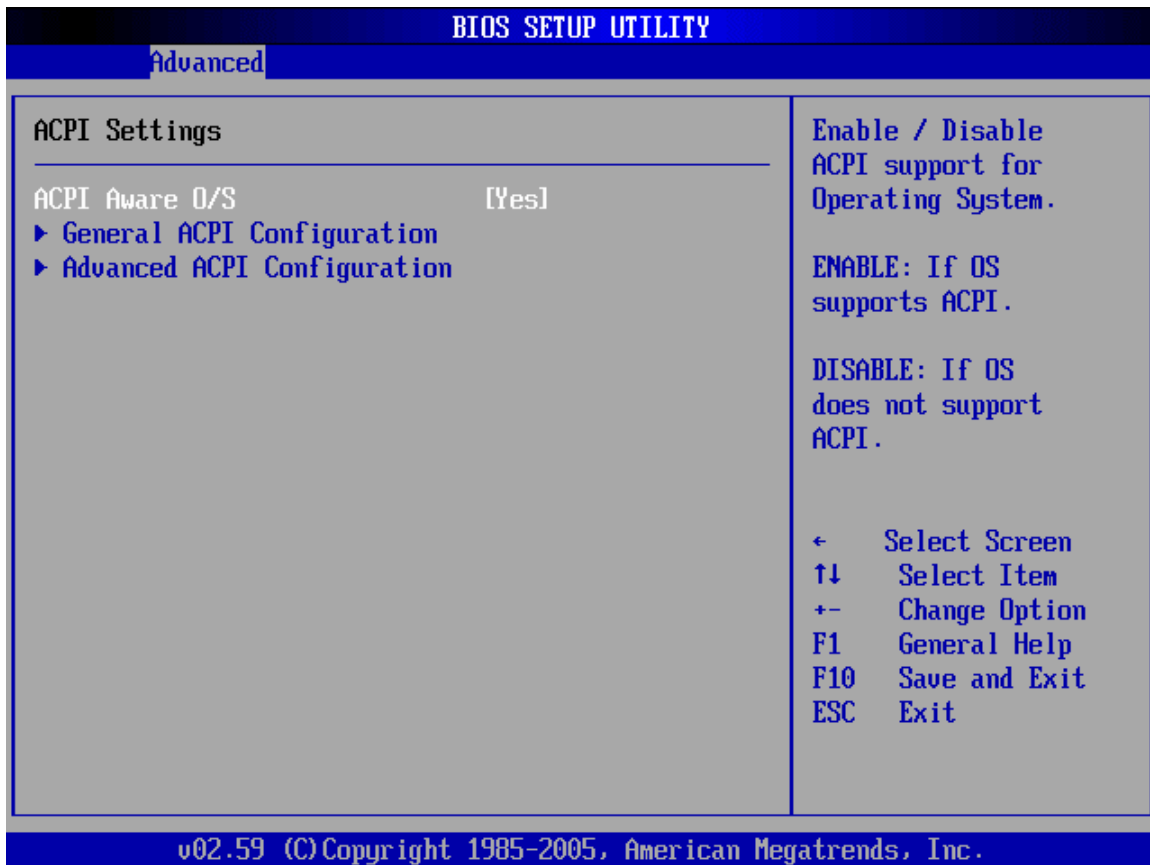 BIOS SETUP UTILITY
Advanced
ACPI Settings
ACPI Aware O/S [Yes]
▶ General ACPI Configuration
▶ Advanced ACPI Configuration
Enable / Disable
ACPI support for
Operating System.
ENABLE: If OS
supports ACPI.
DISABLE: If OS
does not support
ACPI.
← Select Screen
↑↓ Select Item
+- Change Option
F1 General Help
F10 Save and Exit
ESC Exit
v02.59 (C)Copyright 1985-2005, American Megatrends, Inc.